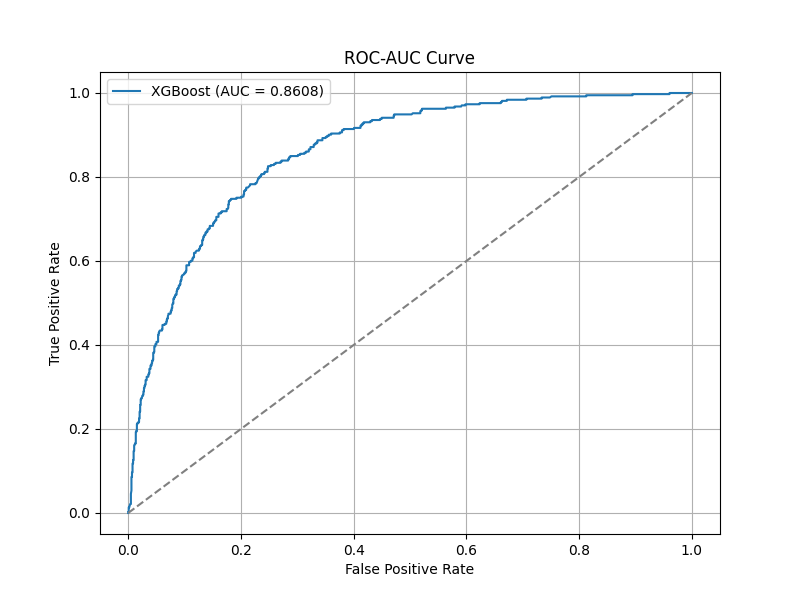 ROC-AUC Curve
XGBoost (AUC = 0.8608)
1.0
0.8
0.6
0.4
0.2
0.0
True Positive Rate
0.0 0.2 0.4 0.6 0.8 1.0
False Positive Rate